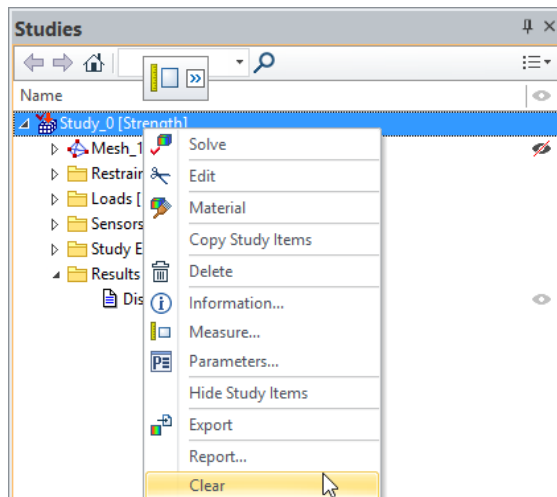 Studies
Name
Study_0 [Strength]
Mesh_1
Restrain
Loads [
Sensors
Study E
Results
Dis
Solve
Edit
Material
Copy Study Items
Delete
Information...
Measure...
Parameters...
Hide Study Items
Export
Report...
Clear